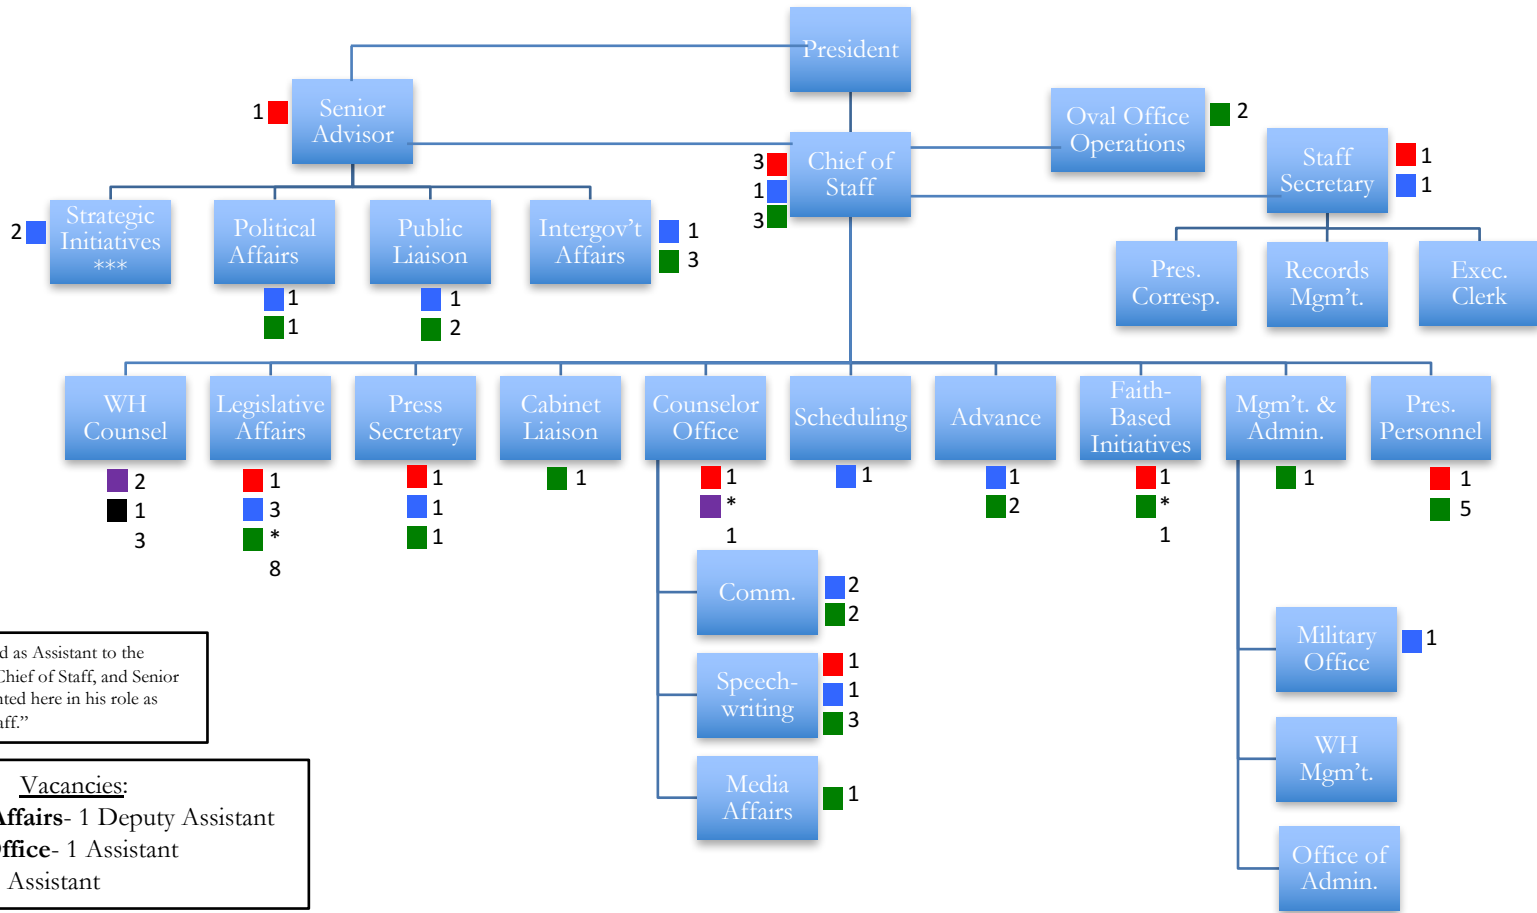 President
1
Senior
Advisor
Oval Office
Operations
2
3
1
3
Chief of
Staff
Staff
Secretary
1
1
2
Strategic
Initiatives
***
Political
Affairs
1
1
Public
Liaison
1
2
Intergov't
Affairs
1
3
Pres.
Corresp.
Records
Mgm't.
Exec.
Clerk
WH
Counsel
2
1
3
Legislative
Affairs
1
3
*
8
Press
Secretary
1
1
1
Cabinet
Liaison
1
Counselor
Office
1
*
1
Scheduling
1
Advance
1
2
Faith-
Based
Initiatives
1
*
1
Mgm't. &
Admin.
1
Pres.
Personnel
1
5
Comm.
2
2
Speech-
writing
1
1
3
Media
Affairs
1
Military
Office
1
WH
Mgm't.
Office of
Admin.
d as Assistant to the
Chief of Staff, and Senior
nted here in his role as
aff.”
Vacancies:
Affairs- 1 Deputy Assistant
Office- 1 Assistant
Assistant